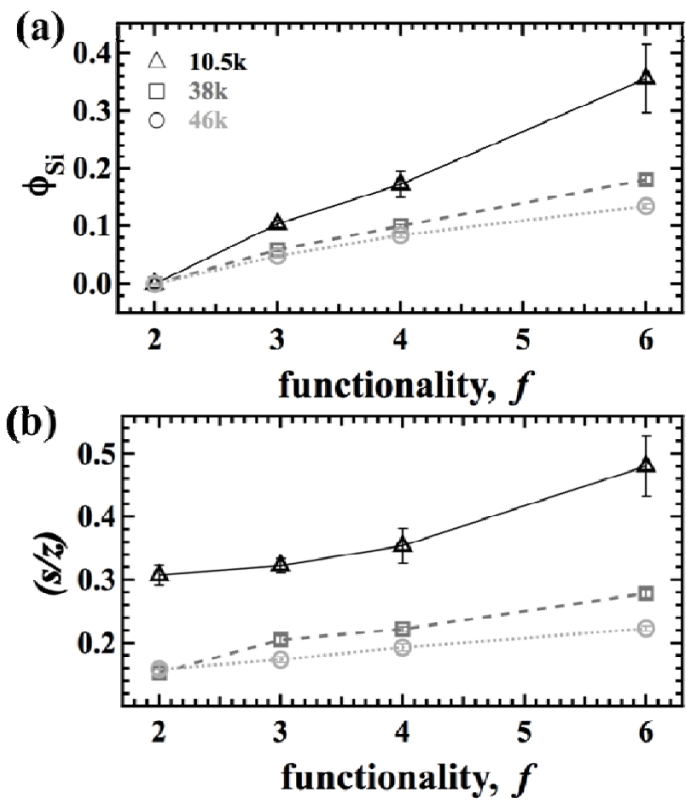 (a)
0.4
0.3
0.2
0.1
0.0
ϕSi
10.5k
38k
46k
2 3 4 5 6
functionality, f
(b)
0.5
0.4
0.3
0.2
(s/z)
2 3 4 5 6
functionality, f